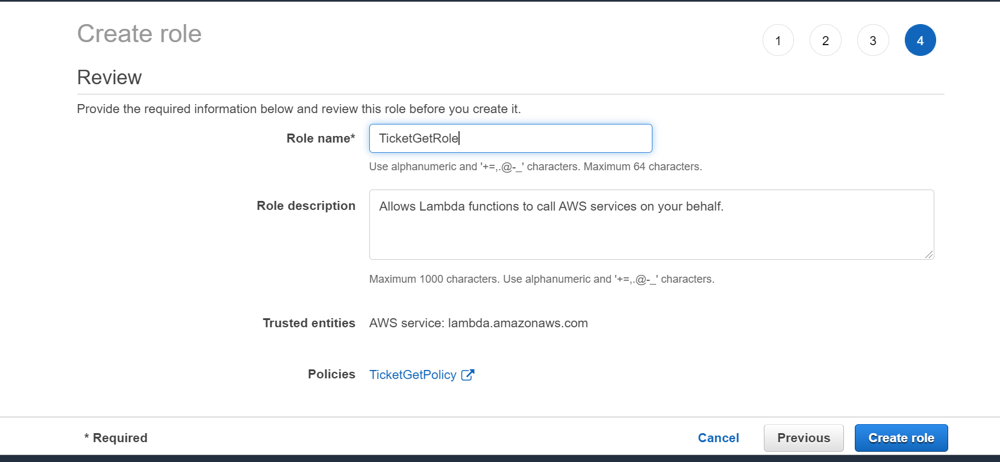 Create role
1 2 3 4
Review
Provide the required information below and review this role before you create it.
Role name* TicketGetRole
Use alphanumeric and '+=,.@-_' characters. Maximum 64 characters.
Role description Allows Lambda functions to call AWS services on your behalf.
Maximum 1000 characters. Use alphanumeric and '+=,.@-_' characters.
Trusted entities AWS service: lambda.amazonaws.com
Policies TicketGetPolicy
* Required Cancel Previous Create role